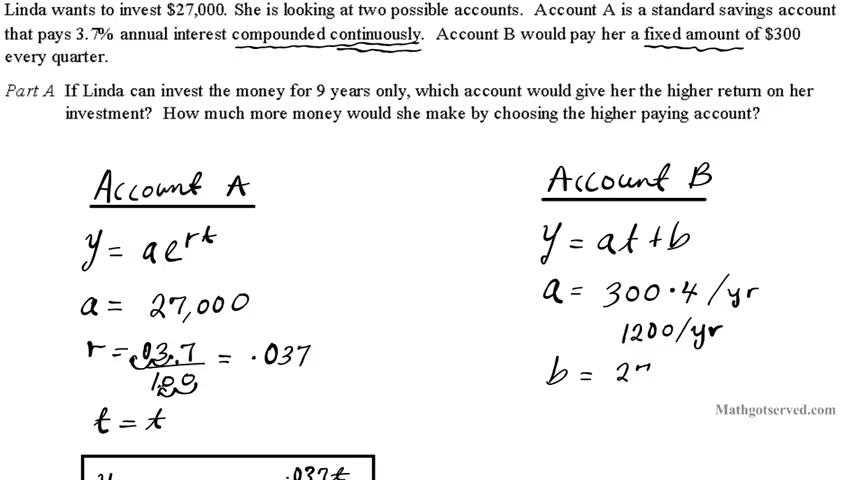 Linda wants to invest $27,000. She is looking at two possible accounts. Account A is a standard savings account
that pays 3.7% annual interest compounded continuously. Account B would pay her a fixed amount of $300
every quarter.
Part A If Linda can invest the money for 9 years only, which account would give her the higher return on her
investment? How much more money would she make by choosing the higher paying account?
Account A
y = ae^rt
a = 27,000
r = .03.7/100 = .037
t = t
.037t
Account B
y = at + b
a = 300 · 4 / yr
1200/yr
b = 27
Mathgotserved.com